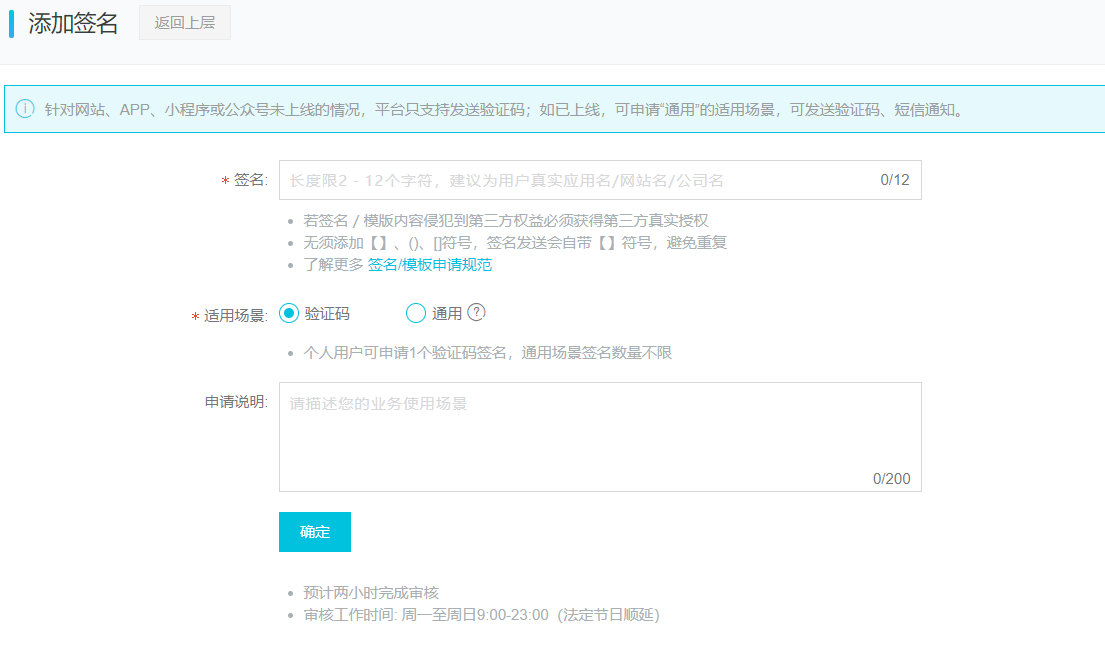 添加签名 返回上层
针对网站、APP、小程序或公众号未上线的情况，平台只支持发送验证码；如已上线，可申请“通用”的适用场景，可发送验证码、短信通知。
* 签名: 长度限2 - 12个字符，建议为用户真实应用名/网站名/公司名 0/12
若签名 / 模版内容侵犯到第三方权益必须获得第三方真实授权
无须添加【】、()、[]符号，签名发送会自带【】符号，避免重复
了解更多 签名/模板申请规范
* 适用场景: 验证码 通用 ?
个人用户可申请1个验证码签名，通用场景签名数量不限
申请说明: 请描述您的业务使用场景
0/200
确定
预计两小时完成审核
审核工作时间: 周一至周日9:00-23:00（法定节日顺延）